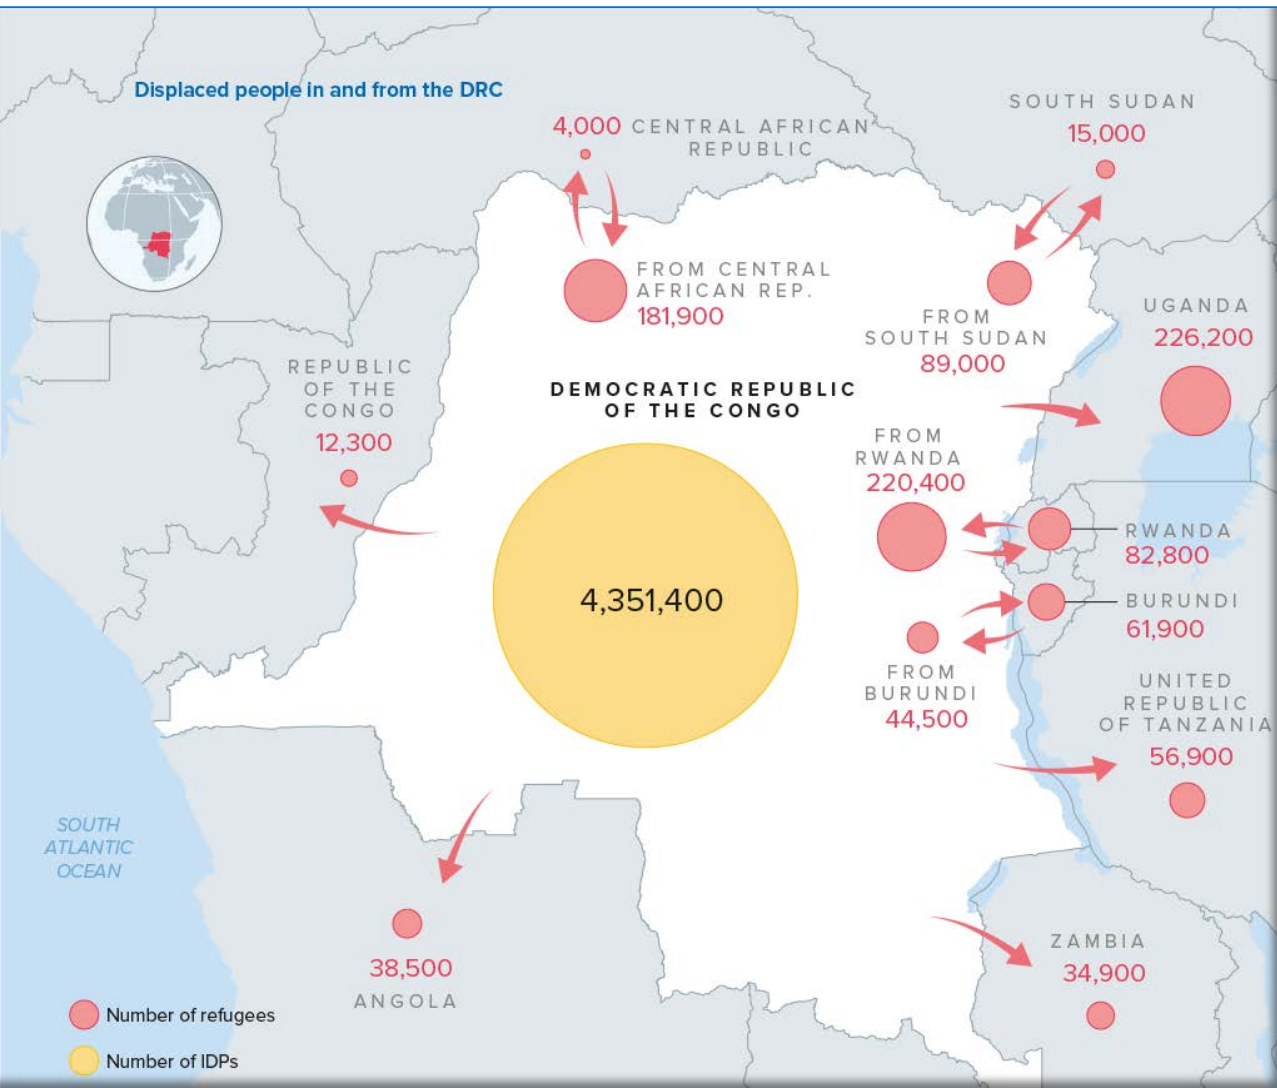 Displaced people in and from the DRC
SOUTH SUDAN
15,000
4,000 CENTRAL AFRICAN
REPUBLIC
FROM CENTRAL
AFRICAN REP.
181,900
FROM
SOUTH SUDAN
89,000
UGANDA
226,200
REPUBLIC
OF THE
CONGO
12,300
DEMOCRATIC REPUBLIC
OF THE CONGO
4,351,400
FROM
RWANDA
220,400
RWANDA
82,800
BURUNDI
61,900
FROM
BURUNDI
44,500
UNITED
REPUBLIC
OF TANZANIA
56,900
SOUTH
ATLANTIC
OCEAN
38,500
ANGOLA
ZAMBIA
34,900
Number of refugees
Number of IDPs